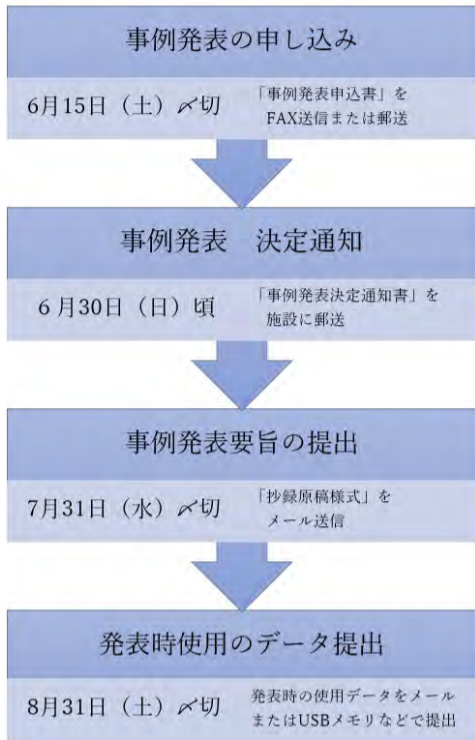 事例発表の申し込み
6月15日（土）〆切
「事例発表申込書」を
FAX送信または郵送
事例発表　決定通知
６月30日（日）頃
「事例発表決定通知書」を
施設に郵送
事例発表要旨の提出
7月31日（水）〆切
「抄録原稿様式」を
メール送信
発表時使用のデータ提出
8月31日（土）〆切
発表時の使用データをメール
またはUSBメモリなどで提出